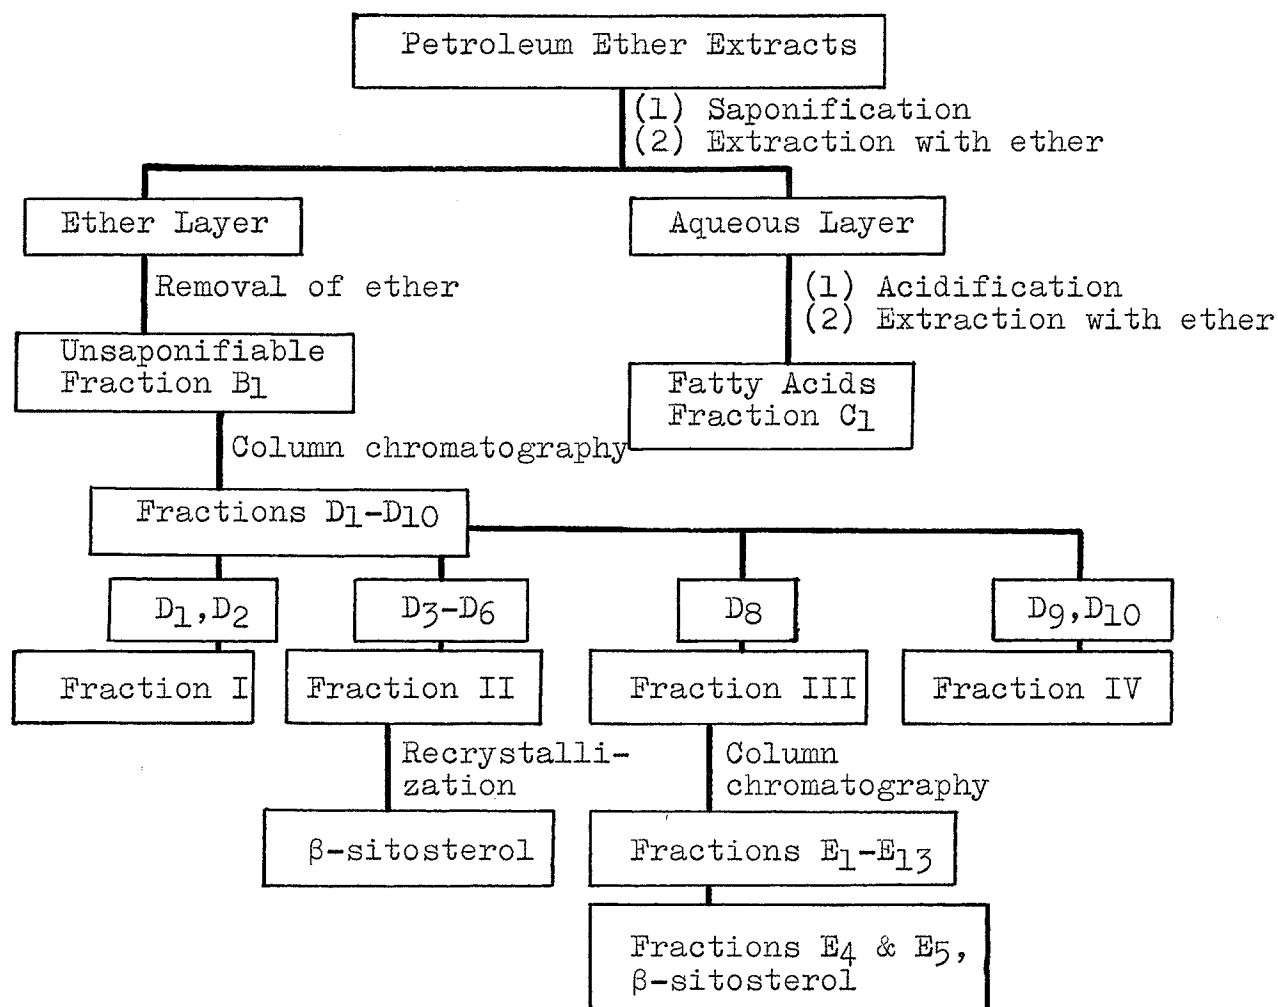 Petroleum Ether Extracts
(1) Saponification
(2) Extraction with ether
Ether Layer
Aqueous Layer
Removal of ether
(1) Acidification
(2) Extraction with ether
Unsaponifiable
Fraction B1
Fatty Acids
Fraction C1
Column chromatography
Fractions D1-D10
D1,D2
D3-D6
D8
D9,D10
Fraction I
Fraction II
Fraction III
Fraction IV
Recrystalli-
zation
Column
chromatography
β-sitosterol
Fractions E1-E13
Fractions E4 & E5,
β-sitosterol